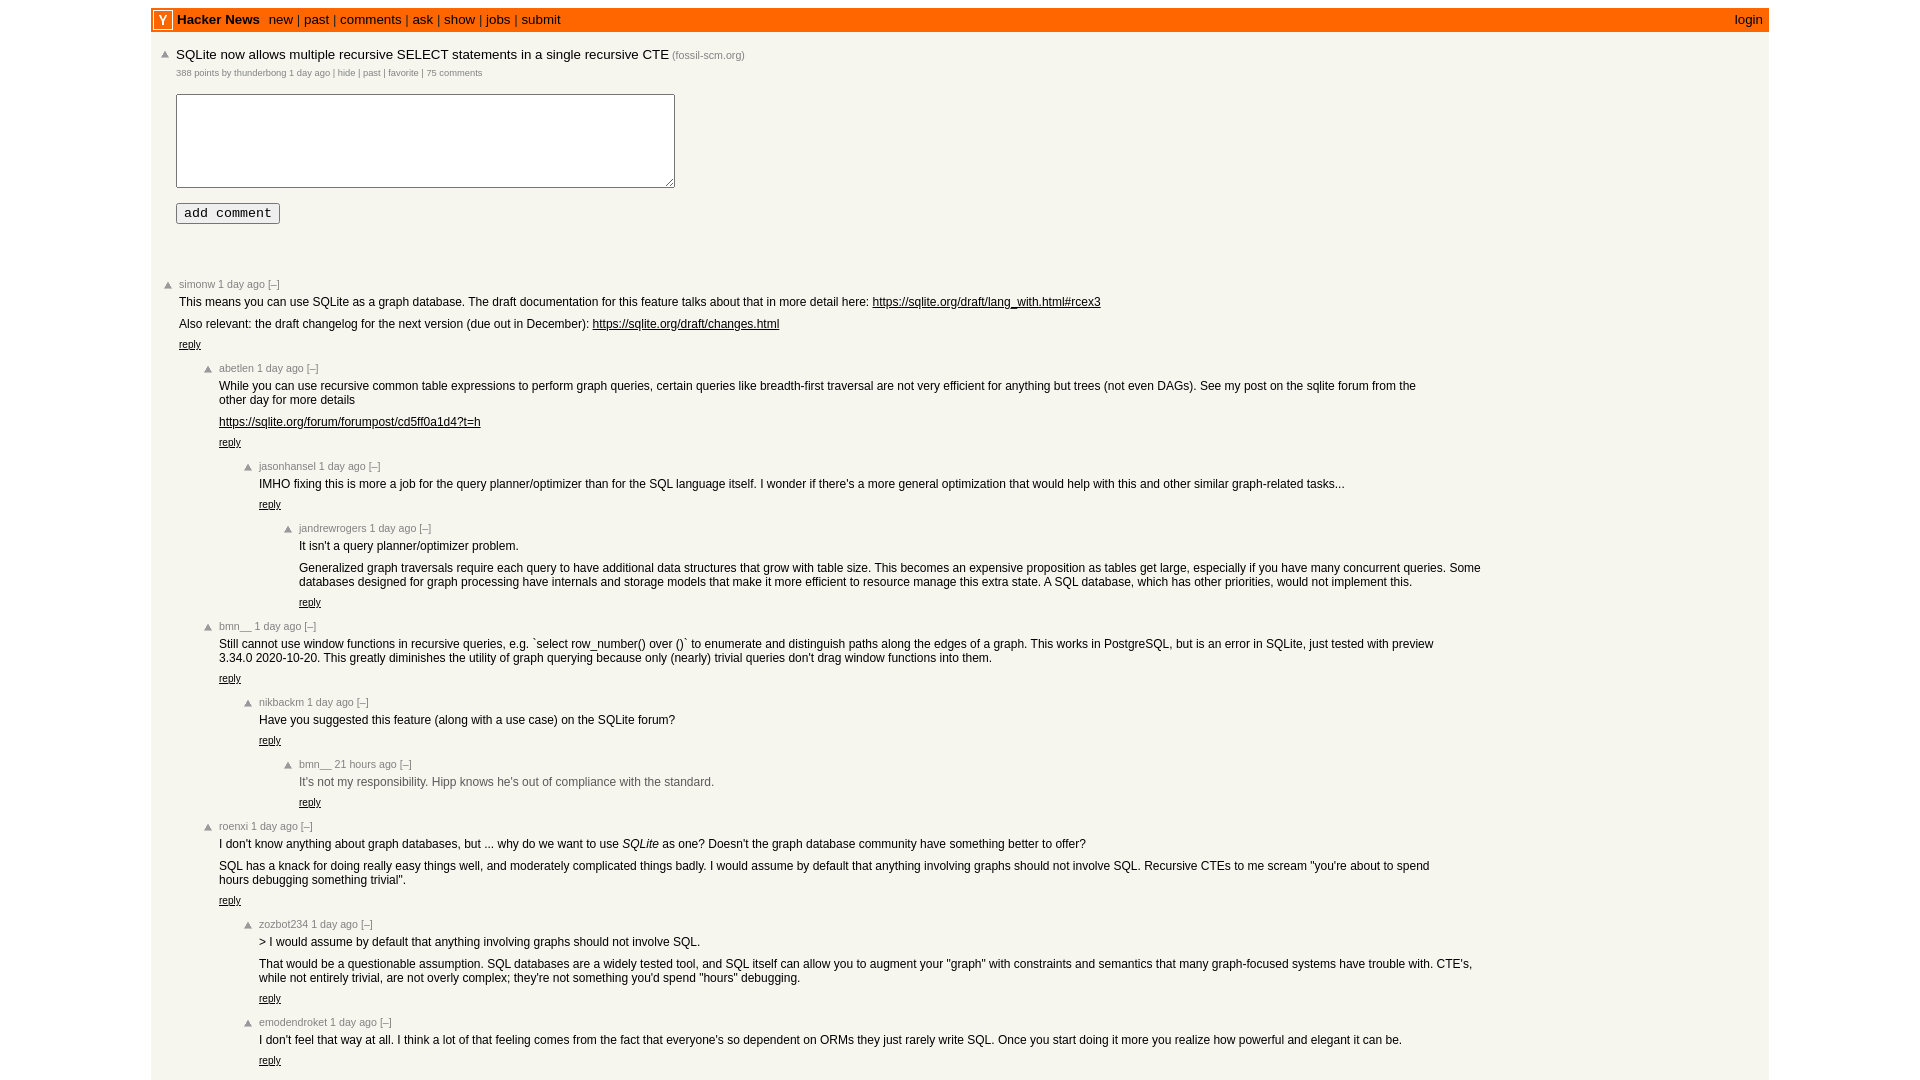 Y Hacker News new | past | comments | ask | show | jobs | submit login
SQLite now allows multiple recursive SELECT statements in a single recursive CTE (fossil-scm.org)
388 points by thunderbong 1 day ago | hide | past | favorite | 75 comments
add comment
simonw 1 day ago [–]
This means you can use SQLite as a graph database. The draft documentation for this feature talks about that in more detail here: https://sqlite.org/draft/lang_with.html#rcex3
Also relevant: the draft changelog for the next version (due out in December): https://sqlite.org/draft/changes.html
reply
abetlen 1 day ago [–]
While you can use recursive common table expressions to perform graph queries, certain queries like breadth-first traversal are not very efficient for anything but trees (not even DAGs). See my post on the sqlite forum from the
other day for more details
https://sqlite.org/forum/forumpost/cd5ff0a1d4?t=h
reply
jasonhansel 1 day ago [–]
IMHO fixing this is more a job for the query planner/optimizer than for the SQL language itself. I wonder if there's a more general optimization that would help with this and other similar graph-related tasks...
reply
jandrewrogers 1 day ago [–]
It isn't a query planner/optimizer problem.
Generalized graph traversals require each query to have additional data structures that grow with table size. This becomes an expensive proposition as tables get large, especially if you have many concurrent queries. Some
databases designed for graph processing have internals and storage models that make it more efficient to resource manage this extra state. A SQL database, which has other priorities, would not implement this.
reply
bmn__ 1 day ago [–]
Still cannot use window functions in recursive queries, e.g. `select row_number() over ()` to enumerate and distinguish paths along the edges of a graph. This works in PostgreSQL, but is an error in SQLite, just tested with preview
3.34.0 2020-10-20. This greatly diminishes the utility of graph querying because only (nearly) trivial queries don't drag window functions into them.
reply
nikbackm 1 day ago [–]
Have you suggested this feature (along with a use case) on the SQLite forum?
reply
bmn__ 21 hours ago [–]
It's not my responsibility. Hipp knows he's out of compliance with the standard.
reply
roenxi 1 day ago [–]
I don't know anything about graph databases, but ... why do we want to use SQLite as one? Doesn't the graph database community have something better to offer?
SQL has a knack for doing really easy things well, and moderately complicated things badly. I would assume by default that anything involving graphs should not involve SQL. Recursive CTEs to me scream "you're about to spend
hours debugging something trivial".
reply
zozbot234 1 day ago [–]
> I would assume by default that anything involving graphs should not involve SQL.
That would be a questionable assumption. SQL databases are a widely tested tool, and SQL itself can allow you to augment your "graph" with constraints and semantics that many graph-focused systems have trouble with. CTE's,
while not entirely trivial, are not overly complex; they're not something you'd spend "hours" debugging.
reply
emodendroket 1 day ago [–]
I don't feel that way at all. I think a lot of that feeling comes from the fact that everyone's so dependent on ORMs they just rarely write SQL. Once you start doing it more you realize how powerful and elegant it can be.
reply